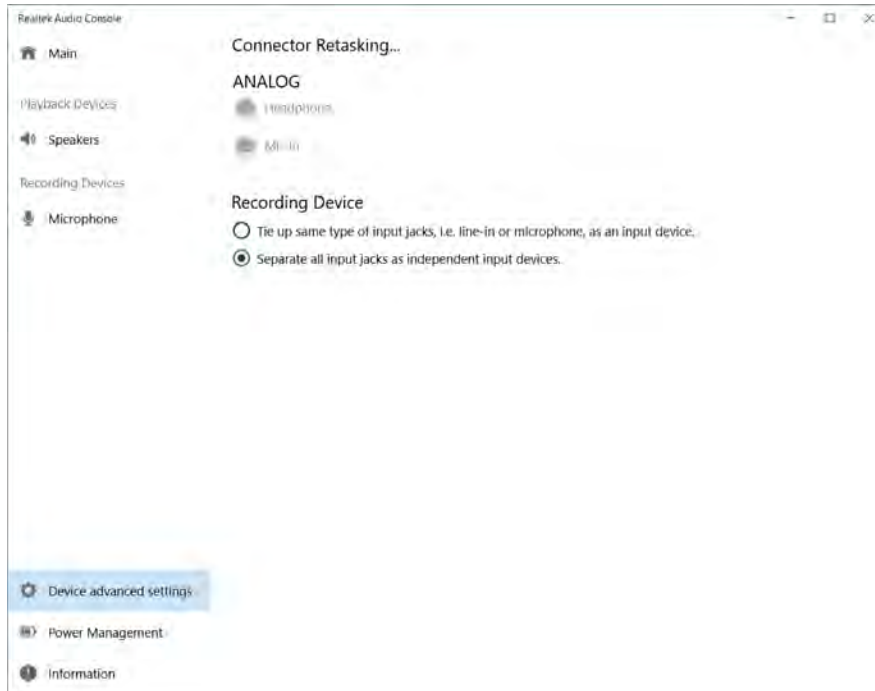 Realtek Audio Console
Main
Playback Devices
Speakers
Recording Devices
Microphone
Device advanced settings
Power Management
Information
Connector Retasking...
ANALOG
Headphone
Mic-in
Recording Device
Tie up same type of input jacks, i.e. line-in or microphone, as an input device.
Separate all input jacks as independent input devices.